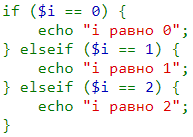 if ($i == 0) {
    echo "i равно 0";
} elseif ($i == 1) {
    echo "i равно 1";
} elseif ($i == 2) {
    echo "i равно 2";
}